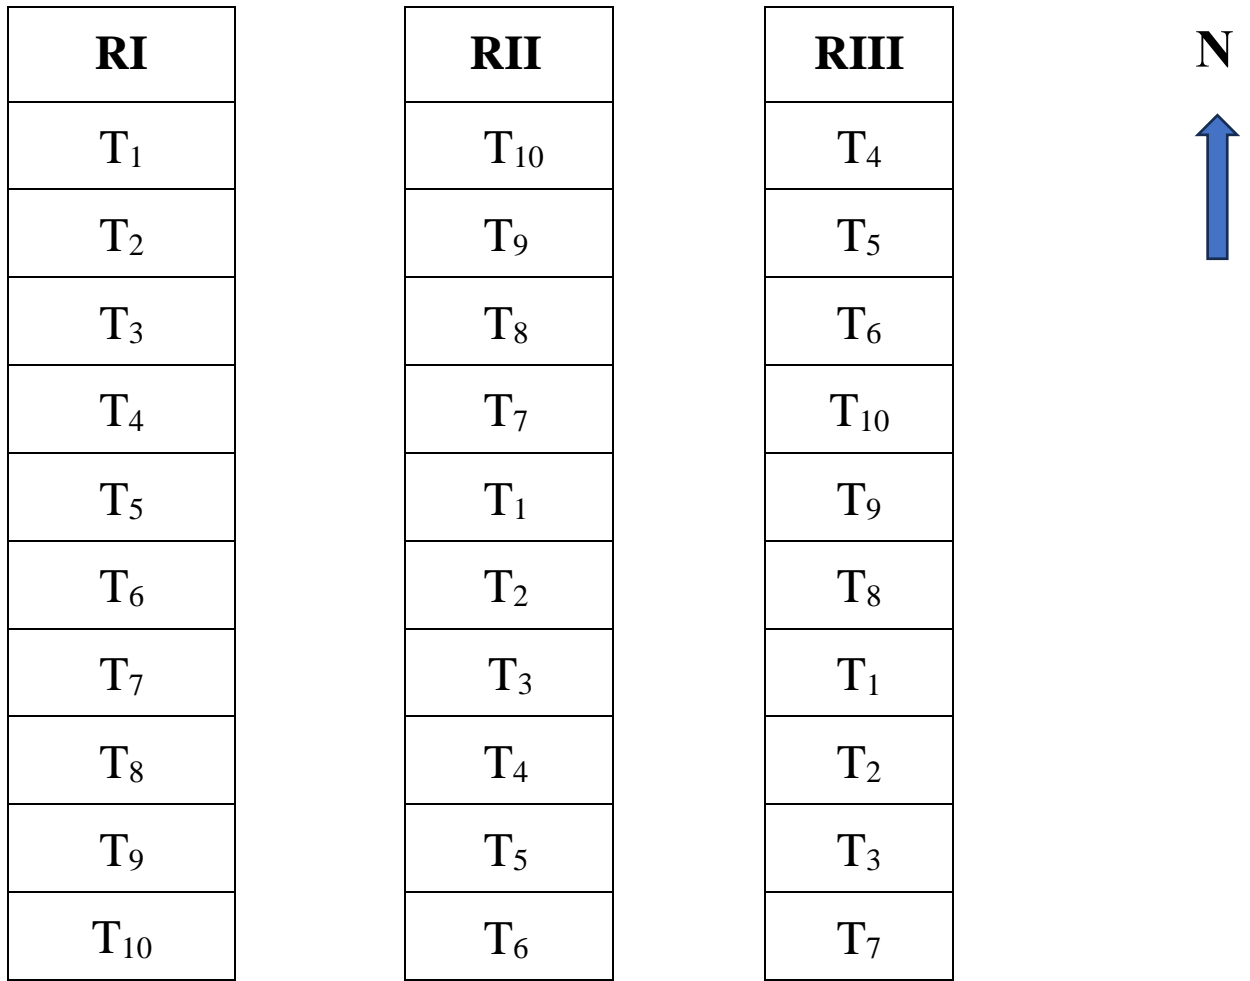 RI RII RIII N
T₁ T₁₀ T₄
T₂ T₉ T₅
T₃ T₈ T₆
T₄ T₇ T₁₀
T₅ T₁ T₉
T₆ T₂ T₈
T₇ T₃ T₁
T₈ T₄ T₂
T₉ T₅ T₃
T₁₀ T₆ T₇